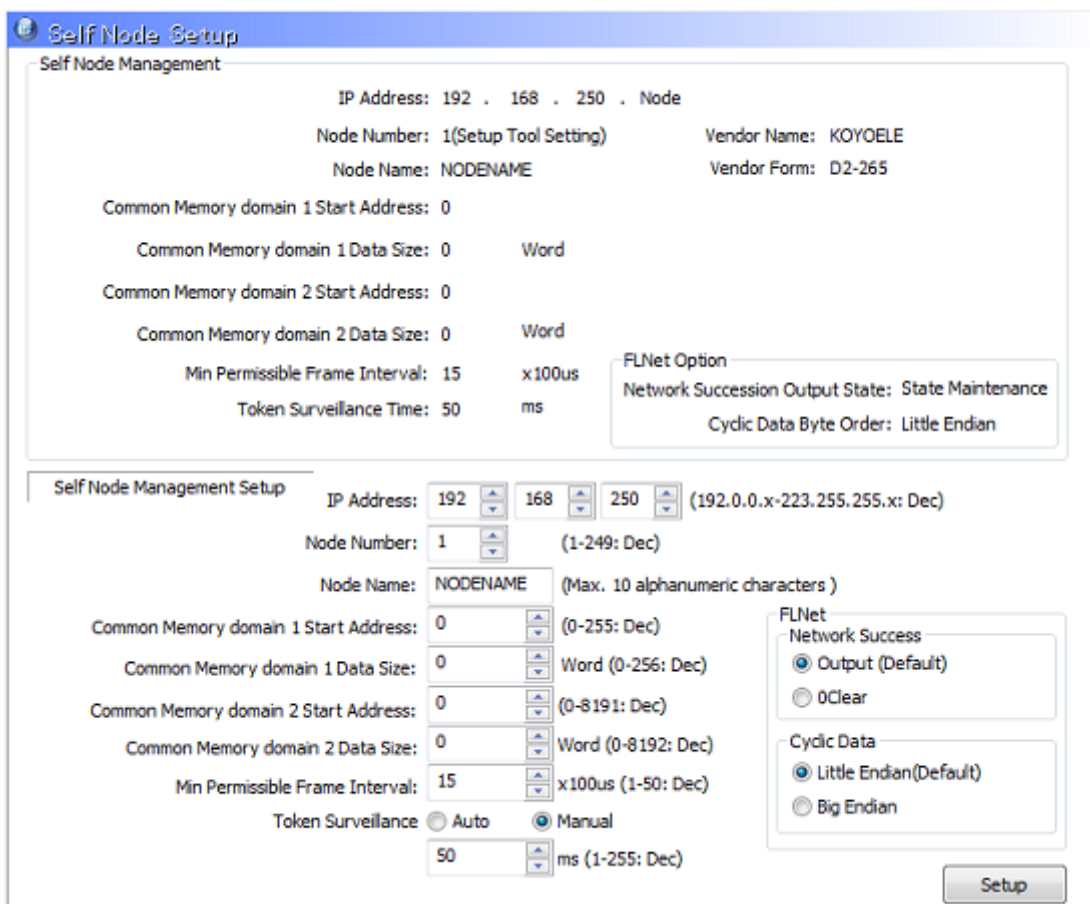 Self Node Setup
Self Node Management
IP Address: 192 . 168 . 250 . Node
Node Number: 1(Setup Tool Setting) Vendor Name: KOYOELE
Node Name: NODENAME Vendor Form: D2-265
Common Memory domain 1 Start Address: 0
Common Memory domain 1 Data Size: 0 Word
Common Memory domain 2 Start Address: 0
Common Memory domain 2 Data Size: 0 Word
Min Permissible Frame Interval: 15 x100us
Token Surveillance Time: 50 ms
FLNet Option
Network Succession Output State: State Maintenance
Cyclic Data Byte Order: Little Endian
Self Node Management Setup
IP Address: 192 168 250 (192.0.0.x-223.255.255.x: Dec)
Node Number: 1 (1-249: Dec)
Node Name: NODENAME (Max. 10 alphanumeric characters )
Common Memory domain 1 Start Address: 0 (0-255: Dec)
Common Memory domain 1 Data Size: 0 Word (0-256: Dec)
Common Memory domain 2 Start Address: 0 (0-8191: Dec)
Common Memory domain 2 Data Size: 0 Word (0-8192: Dec)
Min Permissible Frame Interval: 15 x100us (1-50: Dec)
Token Surveillance Auto Manual
50 ms (1-255: Dec)
FLNet
Network Success
Output (Default)
0Clear
Cyclic Data
Little Endian(Default)
Big Endian
Setup